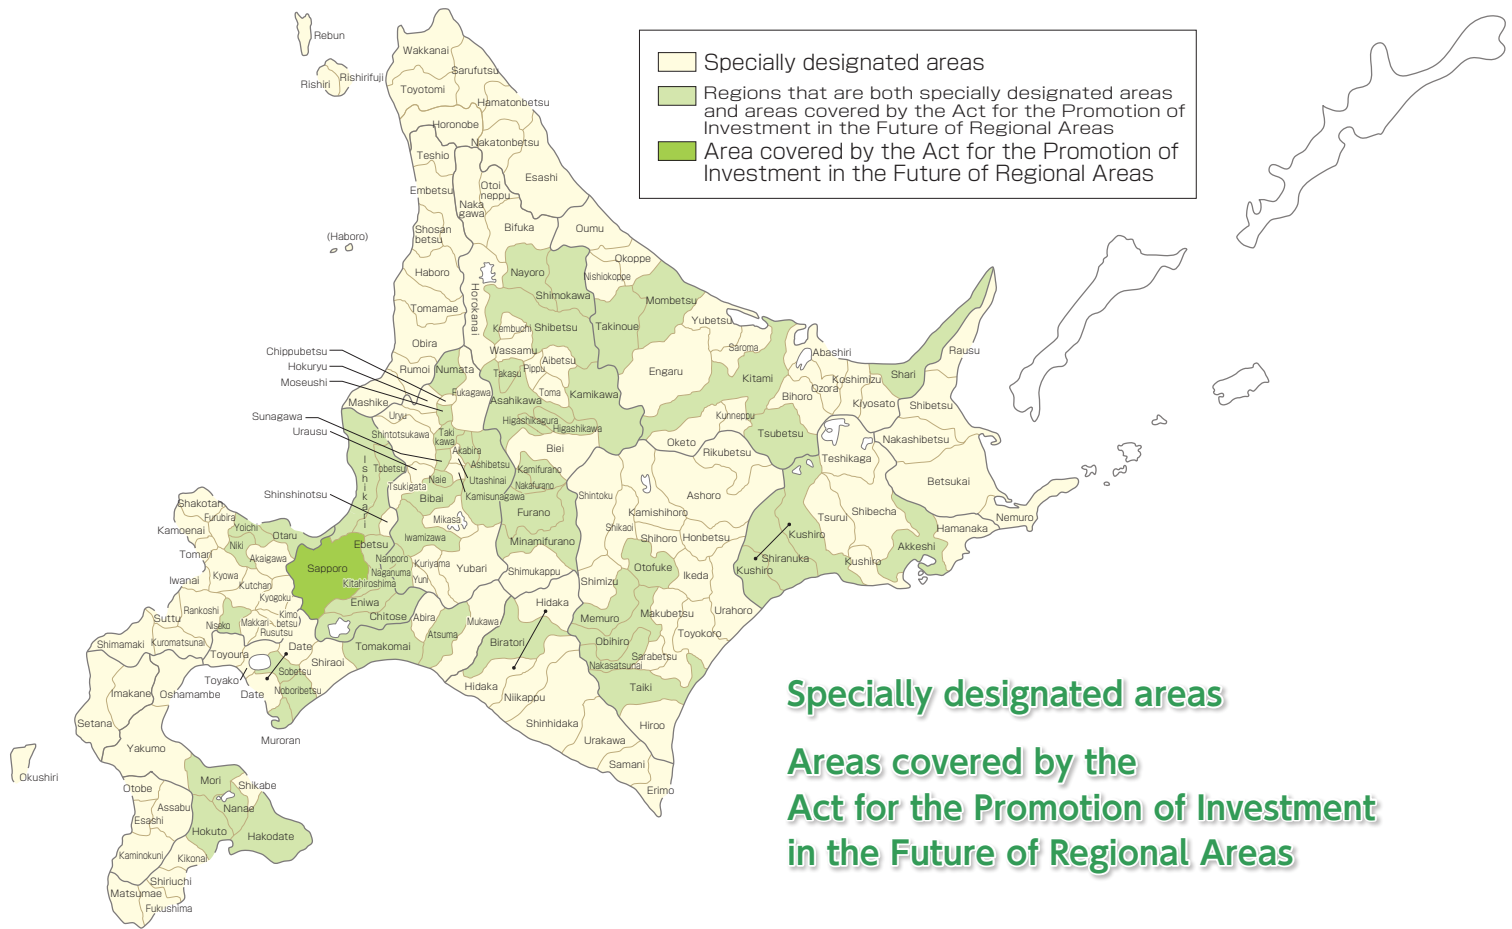 Rebun
Rishiri
Rishirifuji
Wakkanai
Sarufutsu
Toyotomi
Hamatonbetsu
Horonobe
Nakatonbetsu
Teshio
Esashi
Embetsu
Otoi
neppu
Naka
gawa
Bifuka
Oumu
Shosan
betsu
(Haboro)
Haboro
Okoppe
Nishiokoppe
Nayoro
Shimokawa
Mombetsu
Horokanai
Tomamae
Kembuchi
Shibetsu
Takinoue
Yubetsu
Obira
Wassamu
Aibetsu
Saroma
Abashiri
Rausu
Chippubetsu
Hokuryu
Moseushi
Rumoi
Numata
Takasu
Pippu
Engaru
Kitami
Ozora
Koshimizu
Shari
Mashike
Fukagawa
Asahikawa
Toma
Kamikawa
Bihoro
Kiyosato
Shibetsu
Sunagawa
Urausu
Uryu
Higashikagura
Higashikawa
Kunneppu
Tsubetsu
Shintotsukawa
Taki
kawa
Akabira
Biei
Oketo
Rikubetsu
Nakashibetsu
Teshikaga
Ishikari
Tobetsu
Ashibetsu
Utashinai
Kamifurano
Nakafurano
Betsukai
Shinshinotsu
Tsukigata
Naie
Kamisunagawa
Bibai
Shintoku
Ashoro
Shakotan
Furubira
Kamoenai
Yoichi
Otaru
Mikasa
Furano
Kamishihoro
Tsurui
Shibecha
Nemuro
Hamanaka
Niki
Tomari
Akaigawa
Ebetsu
Iwamizawa
Minamifurano
Shikaoi
Shihoro
Honbetsu
Kushiro
Akkeshi
Sapporo
Nanporo
Naganuma
Kuriyama
Yuni
Yubari
Shimukappu
Otofuke
Shiranuka
Kushiro
Kushiro
Iwanai
Kyowa
Kutchan
Kitahiroshima
Shimizu
Ikeda
Rankoshi
Kyogoku
Eniwa
Hidaka
Suttu
Niseko
Kimo
betsu
Makkari
Rusutsu
Chitose
Abira
Mukawa
Memuro
Makubetsu
Urahoro
Shimamaki
Kuromatsunai
Toyoura
Date
Shiraoi
Tomakomai
Atsuma
Biratori
Obihiro
Toyokoro
Toyako
Date
Sobetsu
Noboribetsu
Sarabetsu
Nakasatsunai
Imakane
Oshamambe
Hidaka
Niikappu
Taiki
Setana
Muroran
Shinhidaka
Hiroo
Yakumo
Urakawa
Okushiri
Mori
Shikabe
Samani
Otobe
Assabu
Nanae
Erimo
Esashi
Hokuto
Hakodate
Kaminokuni
Kikonai
Shiriuchi
Matsumae
Fukushima
Specially designated areas
Regions that are both specially designated areas
and areas covered by the Act for the Promotion of
Investment in the Future of Regional Areas
Area covered by the Act for the Promotion of
Investment in the Future of Regional Areas
Specially designated areas
Areas covered by the
Act for the Promotion of Investment
in the Future of Regional Areas